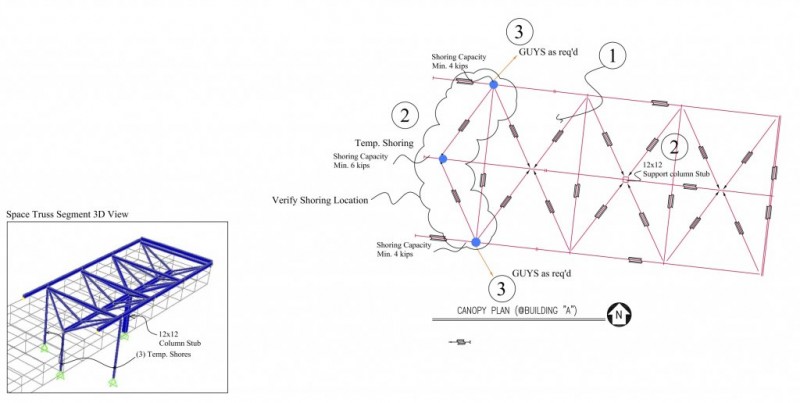 3
GUYS as req'd
Shoring Capacity
Min. 4 kips
1
2
Temp. Shoring
Shoring Capacity
Min. 6 kips
2
12x12
Support column Stub
Verify Shoring Location
Shoring Capacity
Min. 4 kips
GUYS as req'd
3
CANOPY PLAN (@BUILDING "A")
N
Space Truss Segment 3D View
12x12
Column Stub
(3) Temp. Shores